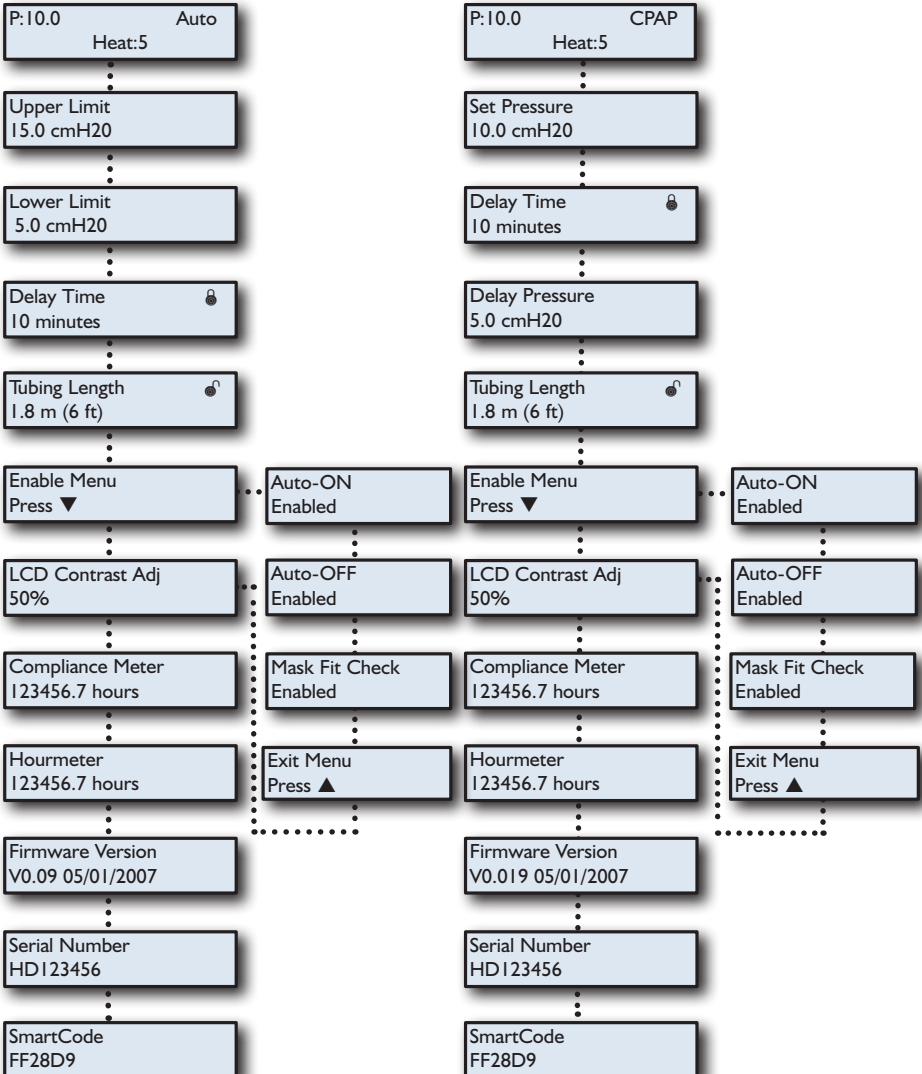 P:10.0 Auto
Heat:5
Upper Limit
15.0 cmH20
Lower Limit
5.0 cmH20
Delay Time
10 minutes
Tubing Length
1.8 m (6 ft)
Enable Menu
Press ▼
Auto-ON
Enabled
Auto-OFF
Enabled
Mask Fit Check
Enabled
Exit Menu
Press ▲
LCD Contrast Adj
50%
Compliance Meter
123456.7 hours
Hourmeter
123456.7 hours
Firmware Version
V0.09 05/01/2007
Serial Number
HD123456
SmartCode
FF28D9
P:10.0 CPAP
Heat:5
Set Pressure
10.0 cmH20
Delay Time
10 minutes
Delay Pressure
5.0 cmH20
Tubing Length
1.8 m (6 ft)
Enable Menu
Press ▼
Auto-ON
Enabled
Auto-OFF
Enabled
Mask Fit Check
Enabled
Exit Menu
Press ▲
LCD Contrast Adj
50%
Compliance Meter
123456.7 hours
Hourmeter
123456.7 hours
Firmware Version
V0.019 05/01/2007
Serial Number
HD123456
SmartCode
FF28D9